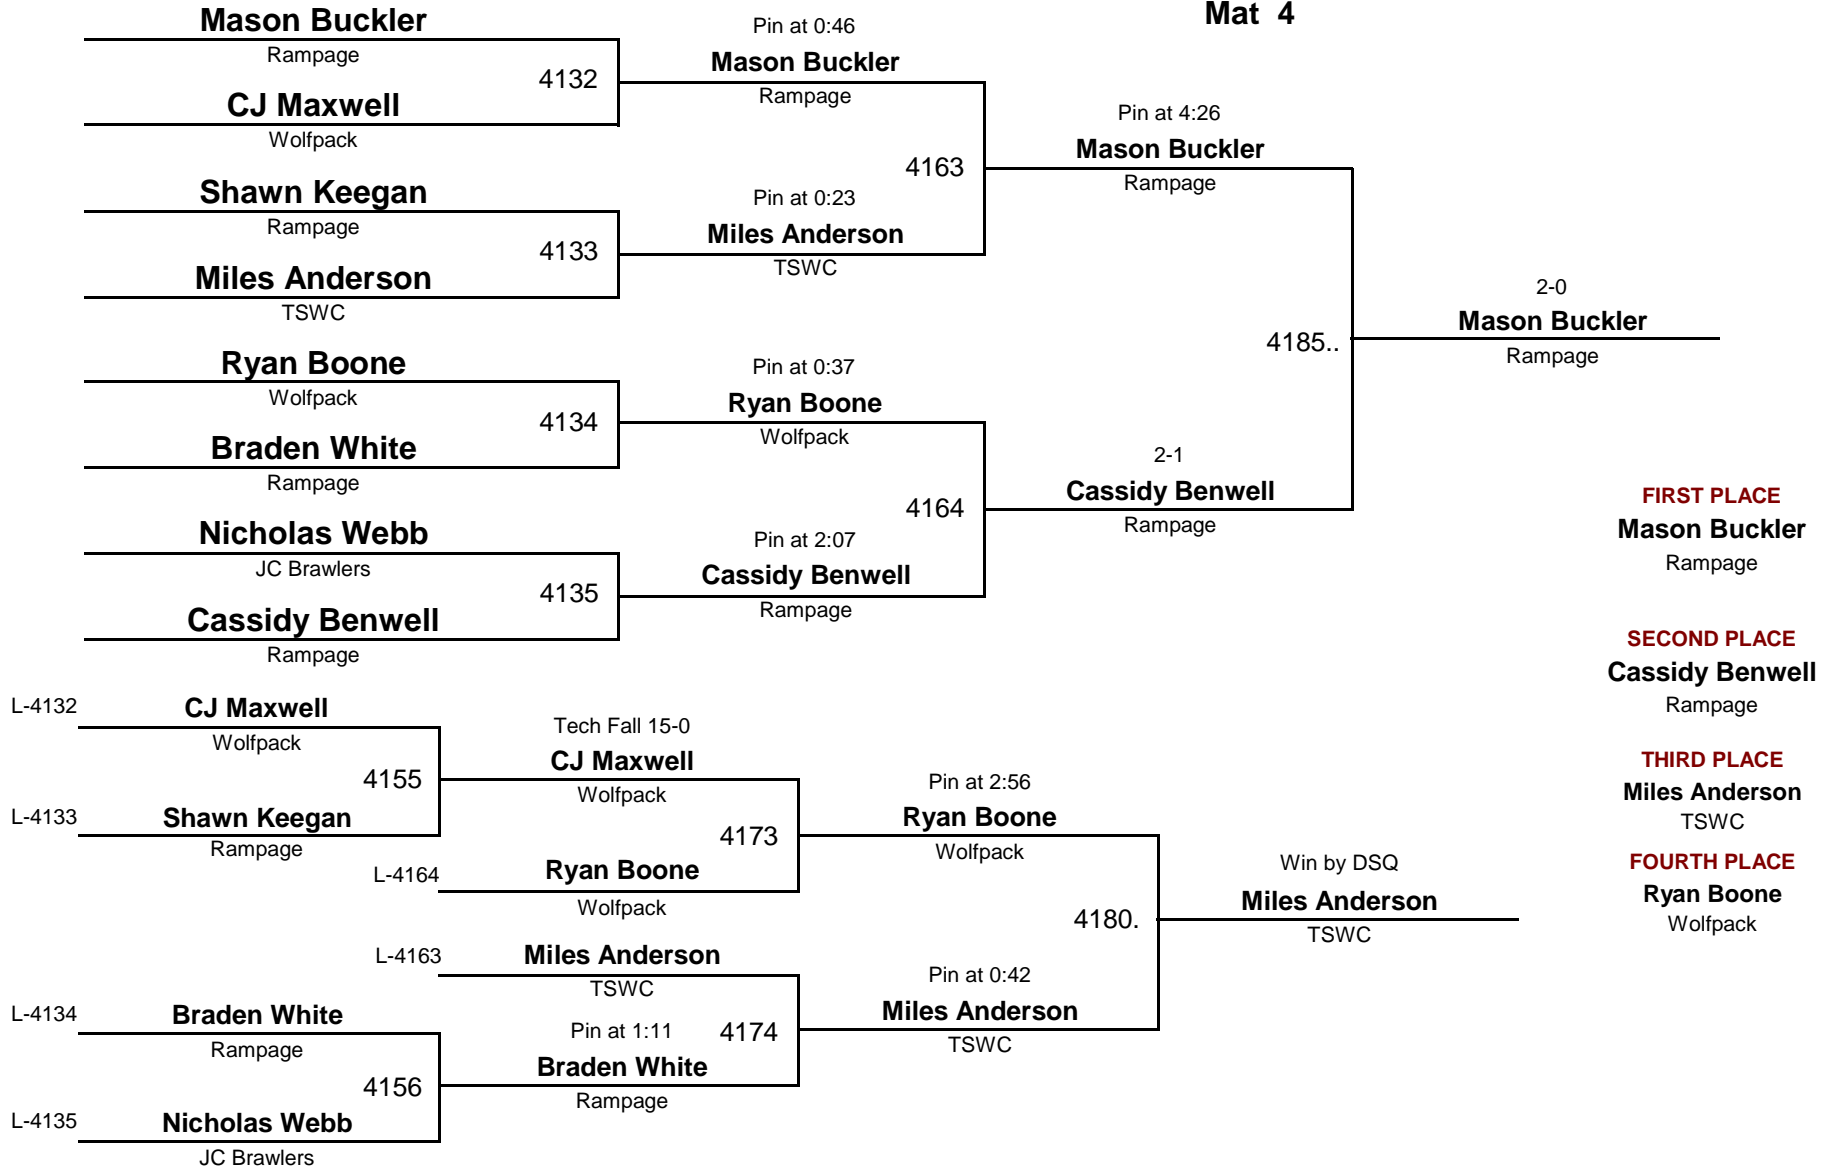 Mat 4
Mason Buckler
Rampage
4132
CJ Maxwell
Wolfpack
Shawn Keegan
Rampage
4133
Miles Anderson
TSWC
Ryan Boone
Wolfpack
4134
Braden White
Rampage
Nicholas Webb
JC Brawlers
4135
Cassidy Benwell
Rampage
Pin at 0:46
Mason Buckler
Rampage
4163
Pin at 0:23
Miles Anderson
TSWC
Pin at 0:37
Ryan Boone
Wolfpack
4164
Pin at 2:07
Cassidy Benwell
Rampage
Pin at 4:26
Mason Buckler
Rampage
4185..
2-1
Cassidy Benwell
Rampage
2-0
Mason Buckler
Rampage
FIRST PLACE
Mason Buckler
Rampage
SECOND PLACE
Cassidy Benwell
Rampage
THIRD PLACE
Miles Anderson
TSWC
FOURTH PLACE
Ryan Boone
Wolfpack
L-4132
CJ Maxwell
Wolfpack
4155
L-4133
Shawn Keegan
Rampage
Tech Fall 15-0
CJ Maxwell
Wolfpack
4173
L-4164
Ryan Boone
Wolfpack
L-4163
Miles Anderson
TSWC
L-4134
Braden White
Rampage
4156
L-4135
Nicholas Webb
JC Brawlers
Pin at 1:11
4174
Braden White
Rampage
Pin at 2:56
Ryan Boone
Wolfpack
4180.
Pin at 0:42
Miles Anderson
TSWC
Win by DSQ
Miles Anderson
TSWC